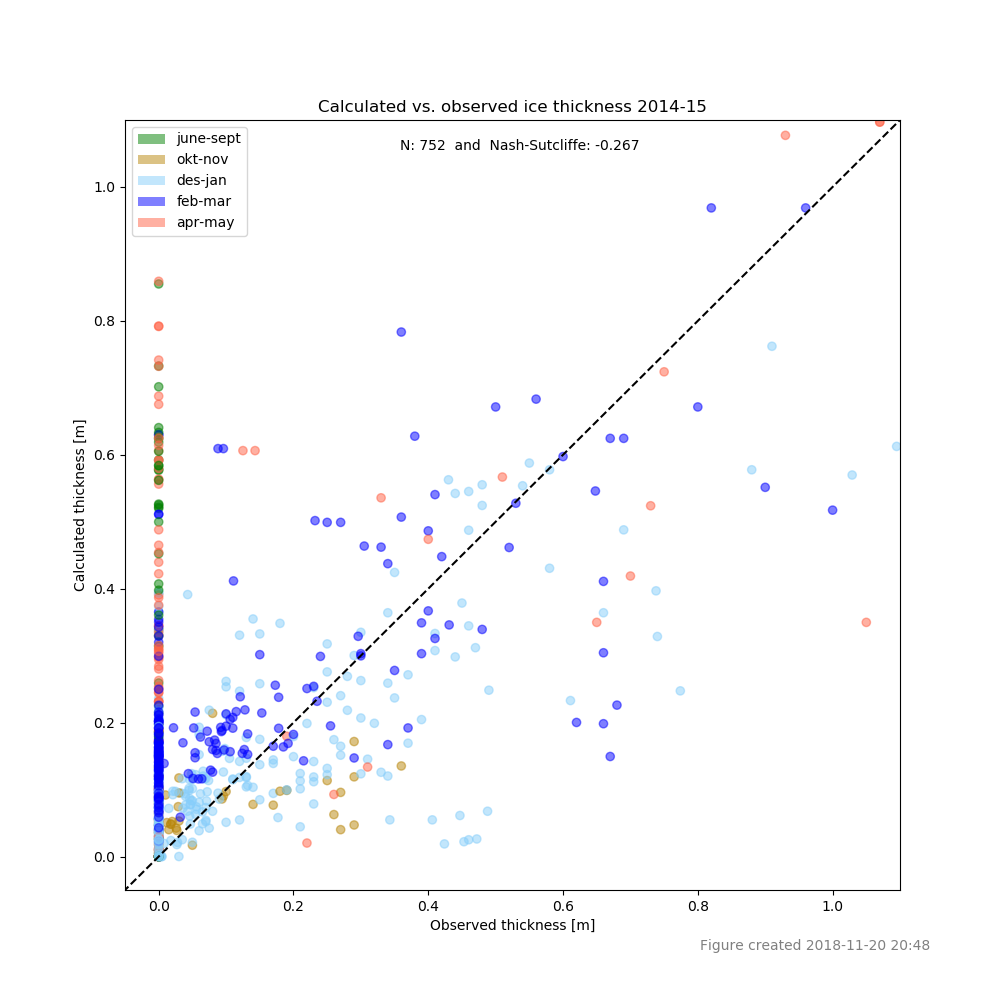 Calculated vs. observed ice thickness 2014-15
N: 752 and Nash-Sutcliffe: -0.267
june-sept
okt-nov
des-jan
feb-mar
apr-may
Calculated thickness [m]
1.0
0.8
0.6
0.4
0.2
0.0
0.0 0.2 0.4 0.6 0.8 1.0
Observed thickness [m]
Figure created 2018-11-20 20:48